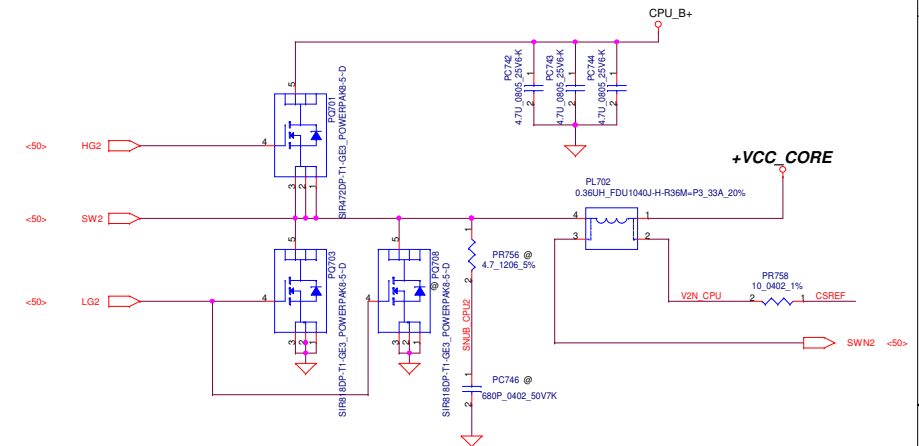 CPU_B+
PC742
4.7U_0805_25V6-K
1
2
PC743
4.7U_0805_25V6-K
1
2
PC744
4.7U_0805_25V6-K
1
2
5
PQ701
SIR472DP-T1-GE3_POWERPAK8-5~D
<50> HG2
4
3 2 1
+VCC_CORE
PL702
0.36UH_FDU1040J-H-R36M=P3_33A_20%
<50> SW2
4 1
3 2
5
PQ703
SIR818DP-T1-GE3_POWERPAK8-5~D
5
PQ708
@
SIR818DP-T1-GE3_POWERPAK8-5~D
1
PR756 @
4.7_1206_5%
2
SNUB_CPU2
PR758
10_0402_1%
V2N_CPU
2 1
CSREF
<50> LG2
4
4
3 2 1
3 2 1
SWN2 <50>
1
PC746 @
680P_0402_50V7K
2